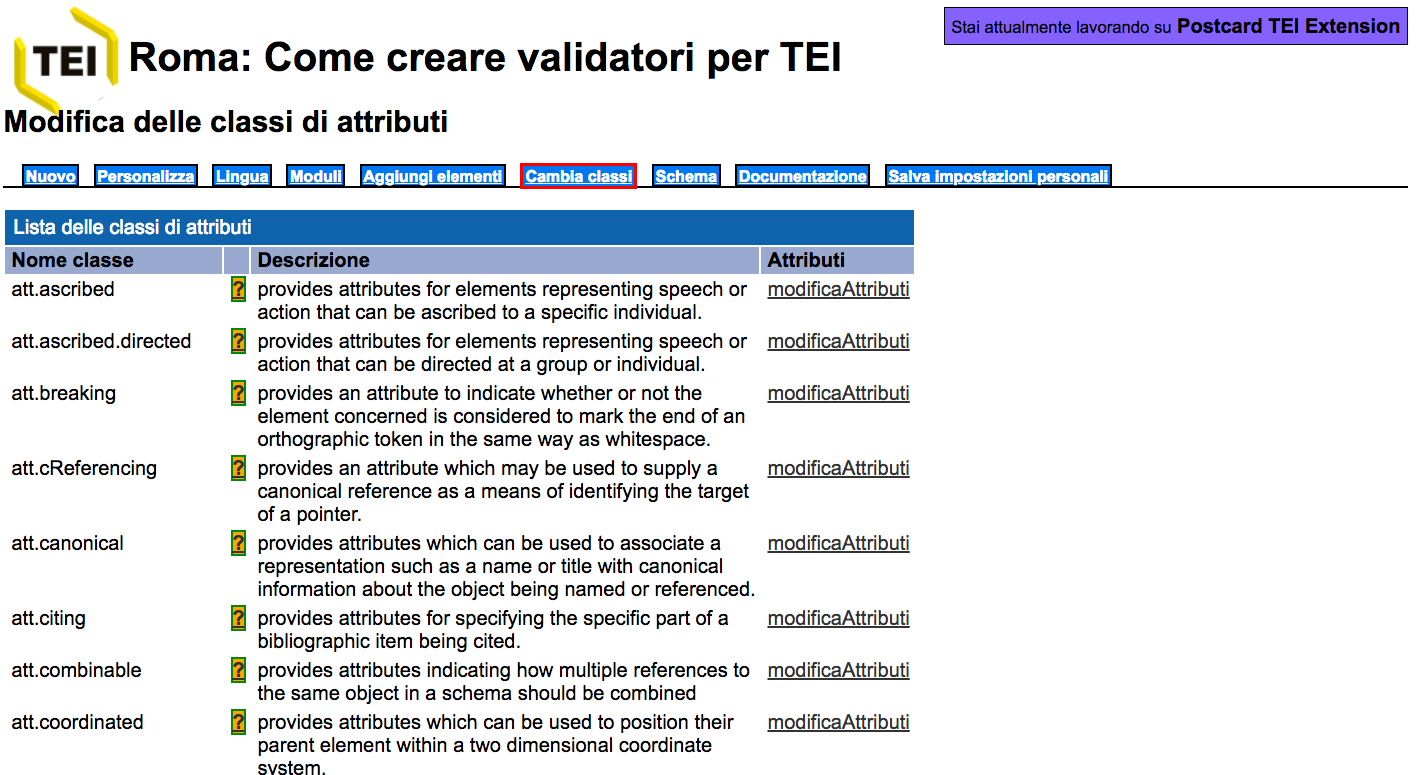 Stai attualmente lavorando su Postcard TEI Extension
TEI Roma: Come creare validatori per TEI
Modifica delle classi di attributi
Nuovo Personalizza Lingua Moduli Aggiungi elementi Cambia classi Schema Documentazione Salva impostazioni personali
Lista delle classi di attributi
Nome classe Descrizione Attributi
att.ascribed ? provides attributes for elements representing speech or modificaAttributi
action that can be ascribed to a specific individual.
att.ascribed.directed ? provides attributes for elements representing speech or modificaAttributi
action that can be directed at a group or individual.
att.breaking ? provides an attribute to indicate whether or not the modificaAttributi
element concerned is considered to mark the end of an
orthographic token in the same way as whitespace.
att.cReferencing ? provides an attribute which may be used to supply a modificaAttributi
canonical reference as a means of identifying the target
of a pointer.
att.canonical ? provides attributes which can be used to associate a modificaAttributi
representation such as a name or title with canonical
information about the object being named or referenced.
att.citing ? provides attributes for specifying the specific part of a modificaAttributi
bibliographic item being cited.
att.combinable ? provides attributes indicating how multiple references to modificaAttributi
the same object in a schema should be combined
att.coordinated ? provides attributes which can be used to position their modificaAttributi
parent element within a two dimensional coordinate
system.